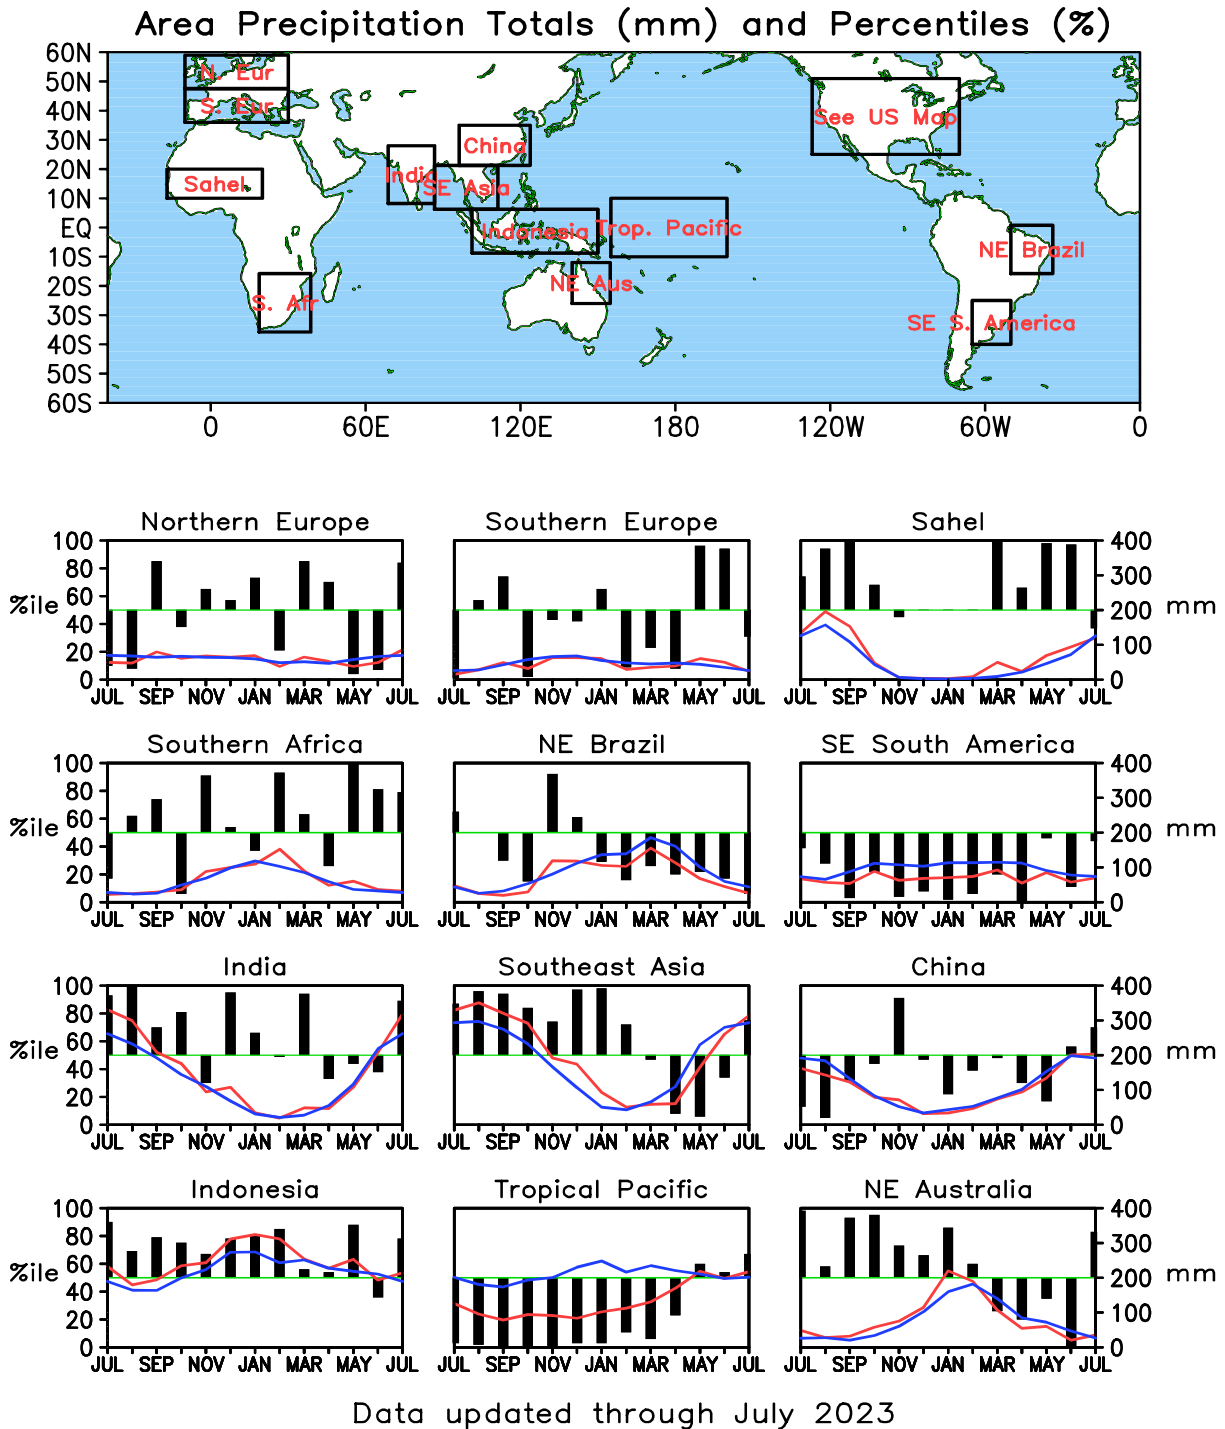 Area Precipitation Totals (mm) and Percentiles (%)
60N
50N
40N
30N
20N
10N
EQ
10S
20S
30S
40S
50S
60S
N. Eur
S. Eur
Sahel
S. Afr
India
China
SE Asia
Indonesia
Trop. Pacific
NE Aus
See US Map
NE Brazil
SE S. America
0 60E 120E 180 120W 60W 0
Northern Europe Southern Europe Sahel
100 400
80 300
%ile 60 200 mm
40
20 100
0 0
JUL SEP NOV JAN MAR MAY JUL JUL SEP NOV JAN MAR MAY JUL JUL SEP NOV JAN MAR MAY JUL
Southern Africa NE Brazil SE South America
100 400
80 300
%ile 60 200 mm
40
20 100
0 0
JUL SEP NOV JAN MAR MAY JUL JUL SEP NOV JAN MAR MAY JUL JUL SEP NOV JAN MAR MAY JUL
India Southeast Asia China
100 400
80 300
%ile 60 200 mm
40
20 100
0 0
JUL SEP NOV JAN MAR MAY JUL JUL SEP NOV JAN MAR MAY JUL JUL SEP NOV JAN MAR MAY JUL
Indonesia Tropical Pacific NE Australia
100 400
80 300
%ile 60 200 mm
40
20 100
0 0
JUL SEP NOV JAN MAR MAY JUL JUL SEP NOV JAN MAR MAY JUL JUL SEP NOV JAN MAR MAY JUL
Data updated through July 2023